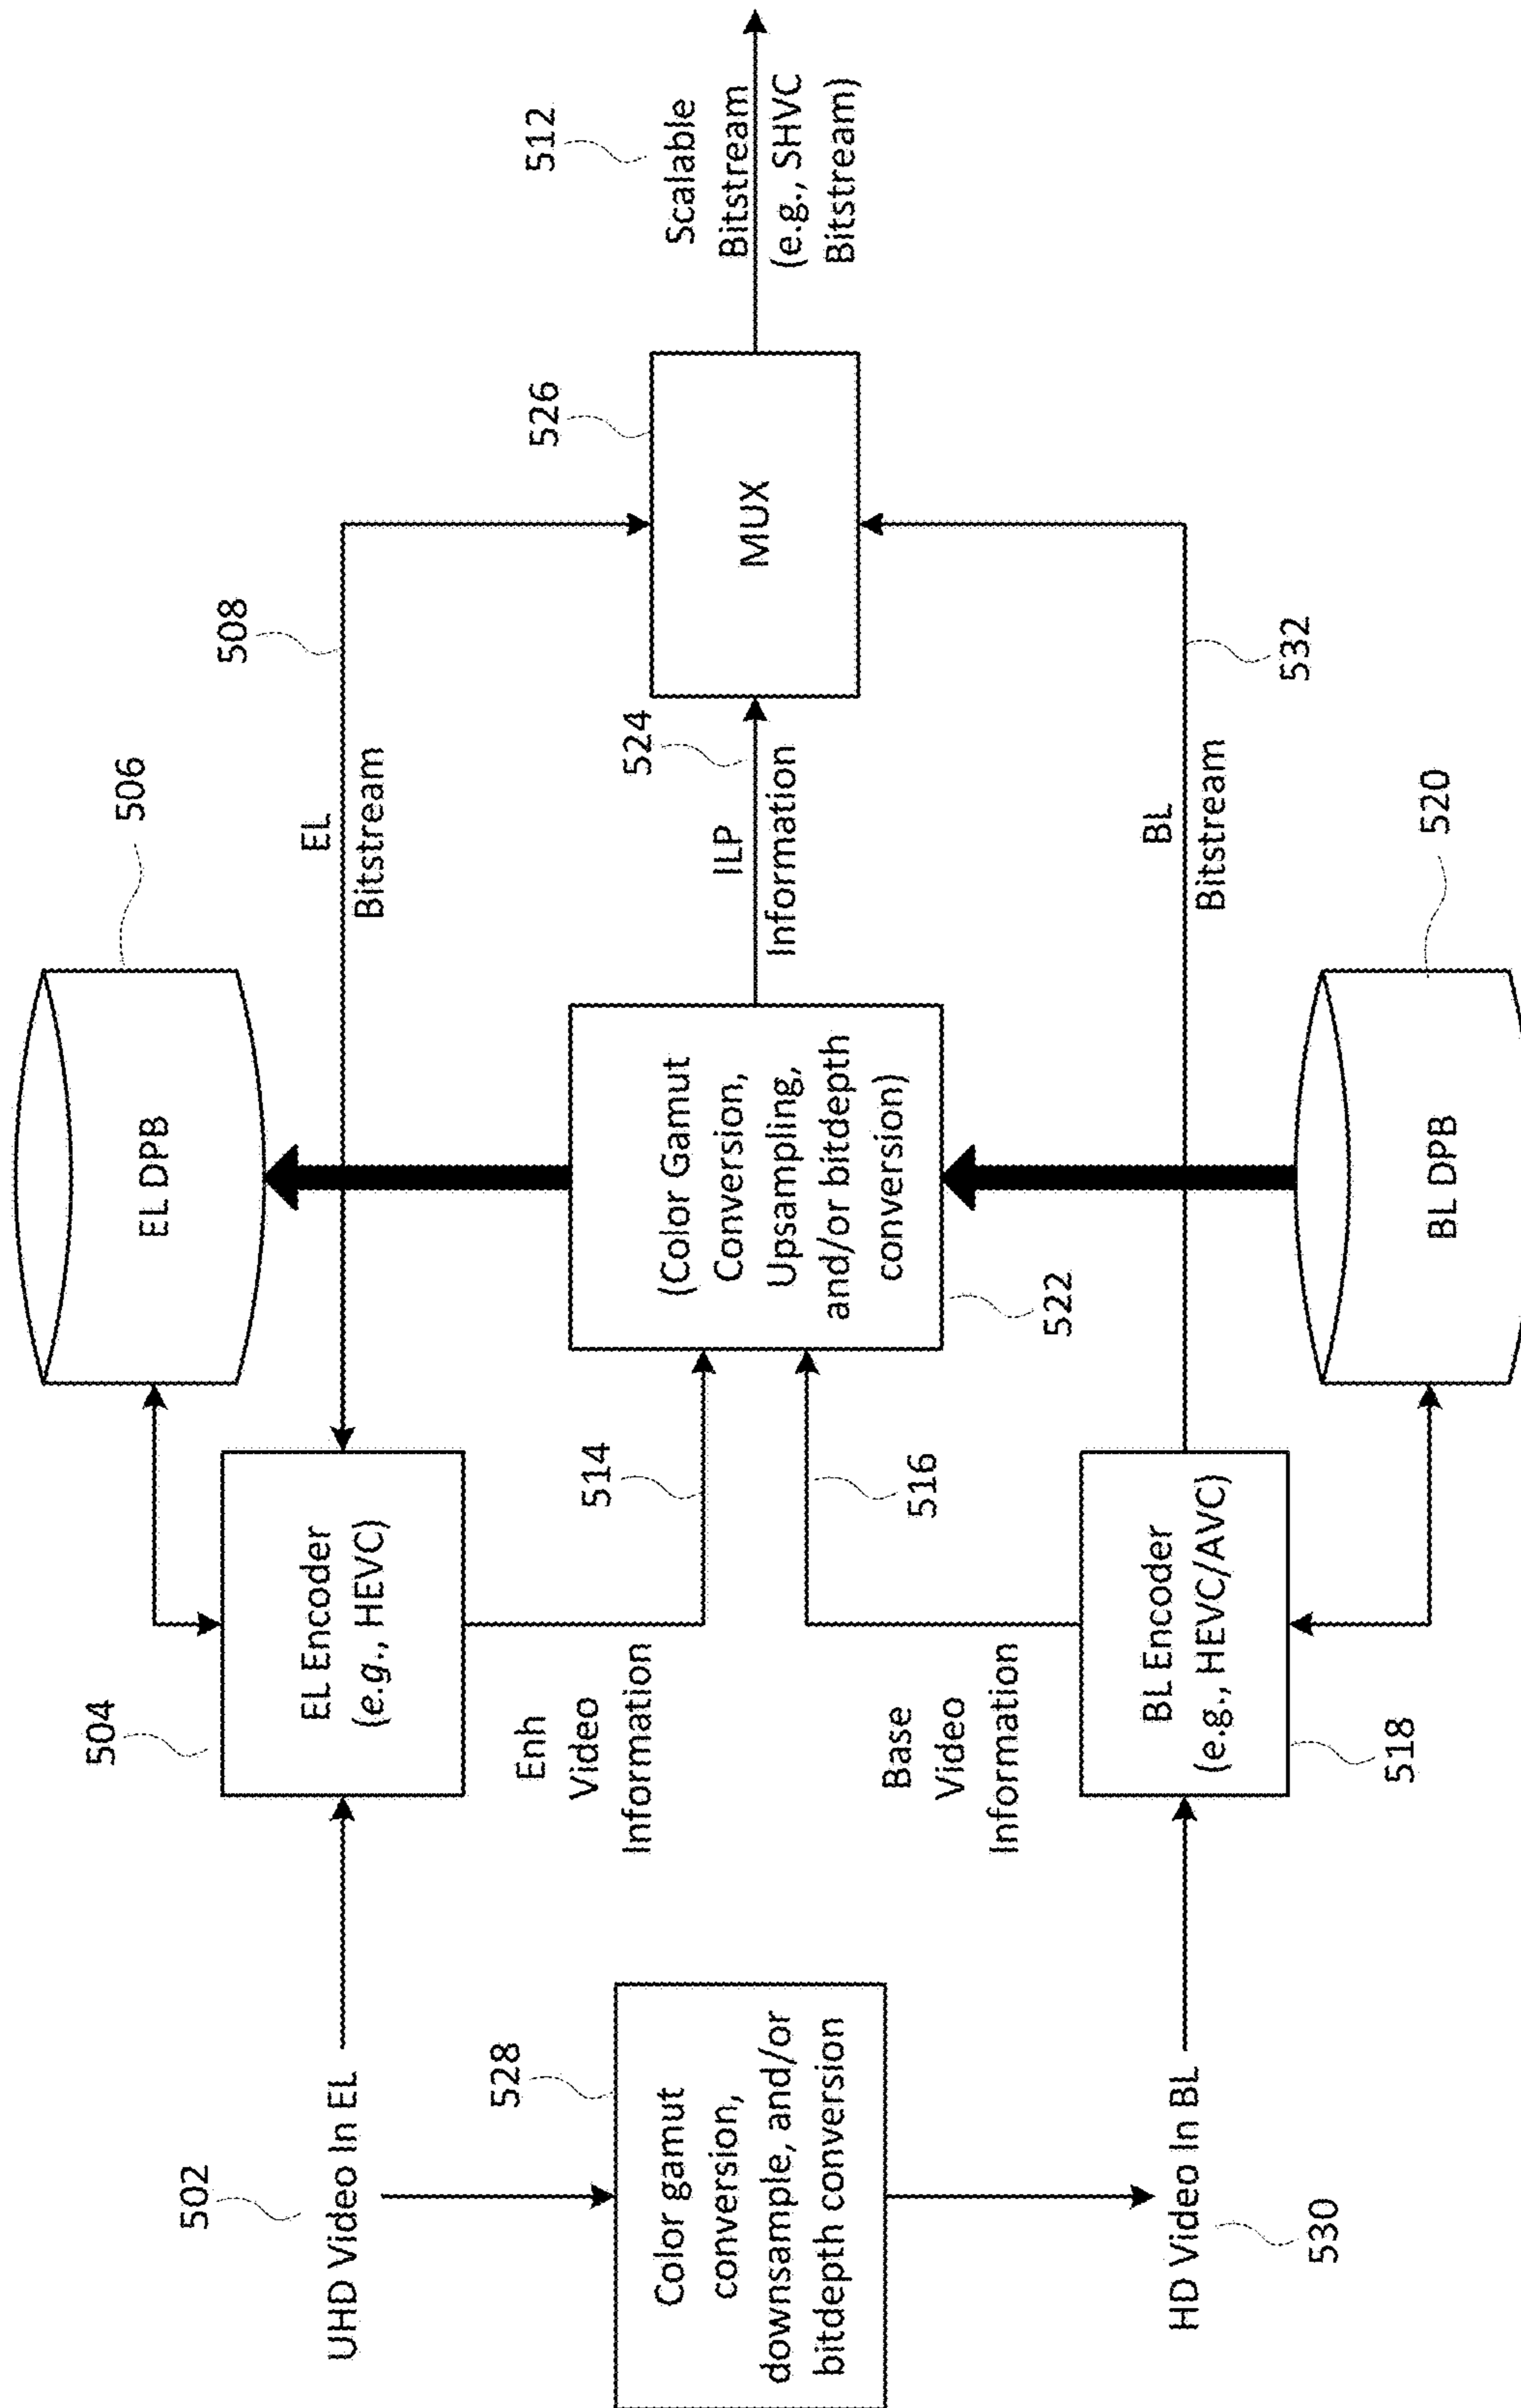 502
UHD Video In EL
528
Color gamut
conversion,
downsample, and/or
bitdepth conversion
HD Video In BL
530
504
EL Encoder
(e.g., HEVC)
Enh
Video
Information
514
Base
Video
Information
516
BL Encoder
(e.g., HEVC/AVC)
518
EL DPB
506
(Color Gamut
Conversion,
Upsampling,
and/or bitdepth
conversion)
522
BL DPB
520
EL
Bitstream
508
ILP
Information
524
BL
Bitstream
532
MUX
526
512
Scalable
Bitstream
(e.g., SHVC
Bitstream)